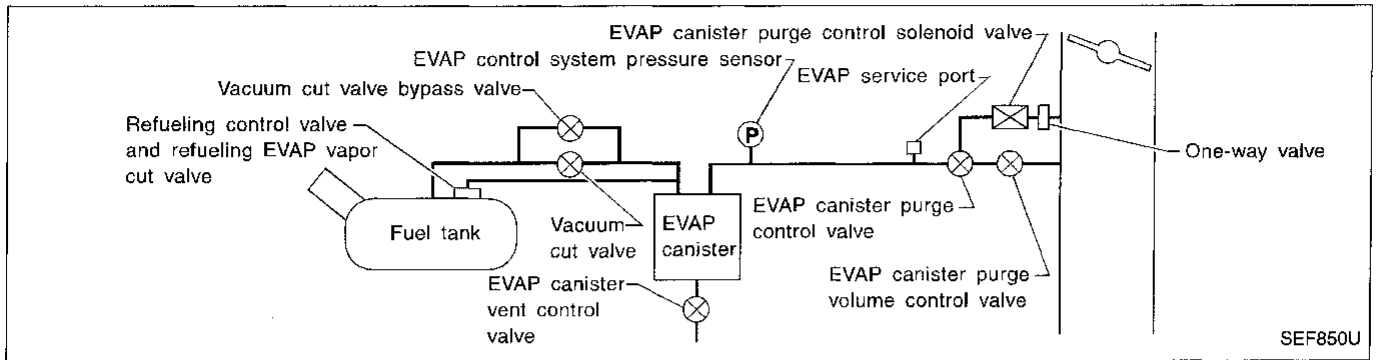 EVAP canister purge control solenoid valve
EVAP control system pressure sensor
EVAP service port
Vacuum cut valve bypass valve
Refueling control valve
and refueling EVAP vapor
cut valve
P
One-way valve
Fuel tank
Vacuum
cut valve
EVAP
canister
EVAP canister purge
control valve
EVAP canister
vent control
valve
EVAP canister purge
volume control valve
SEF850U